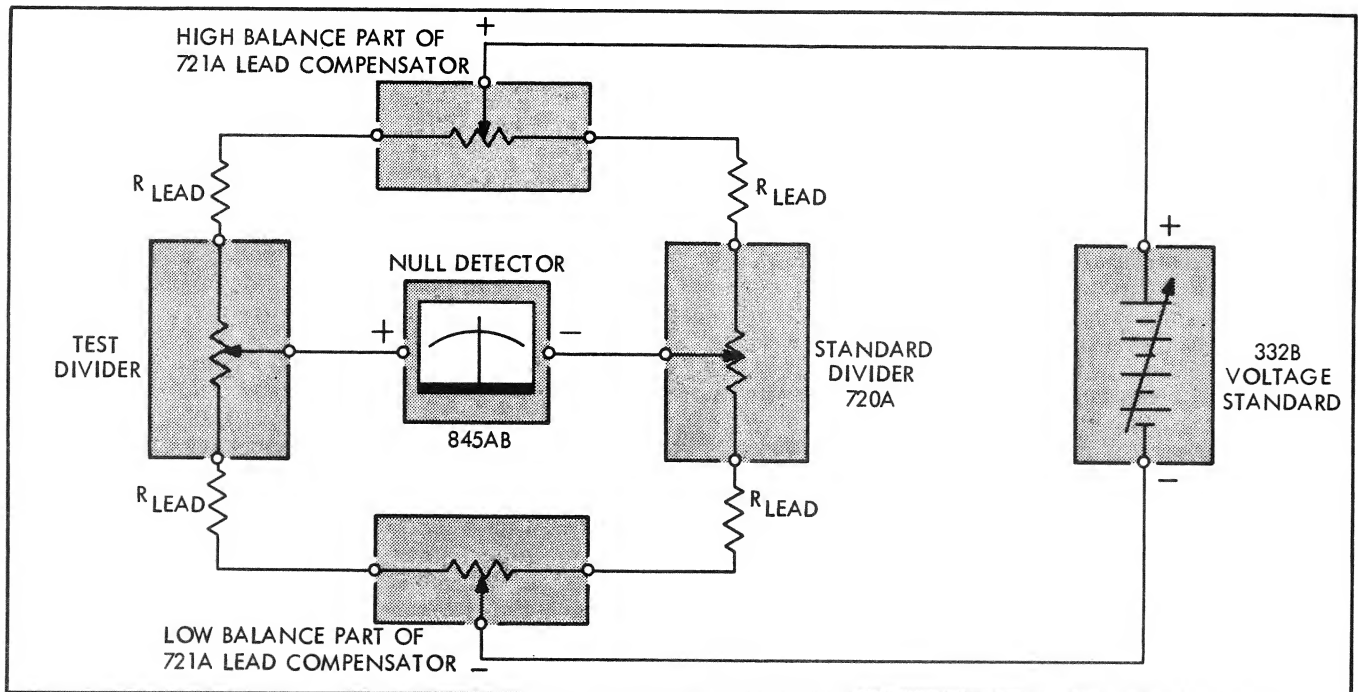 +
HIGH BALANCE PART OF
721A LEAD COMPENSATOR
R LEAD
R LEAD
NULL DETECTOR
+
+
−
TEST
DIVIDER
STANDARD
DIVIDER
720A
332B
VOLTAGE
STANDARD
845AB
−
R LEAD
R LEAD
LOW BALANCE PART OF
721A LEAD COMPENSATOR −